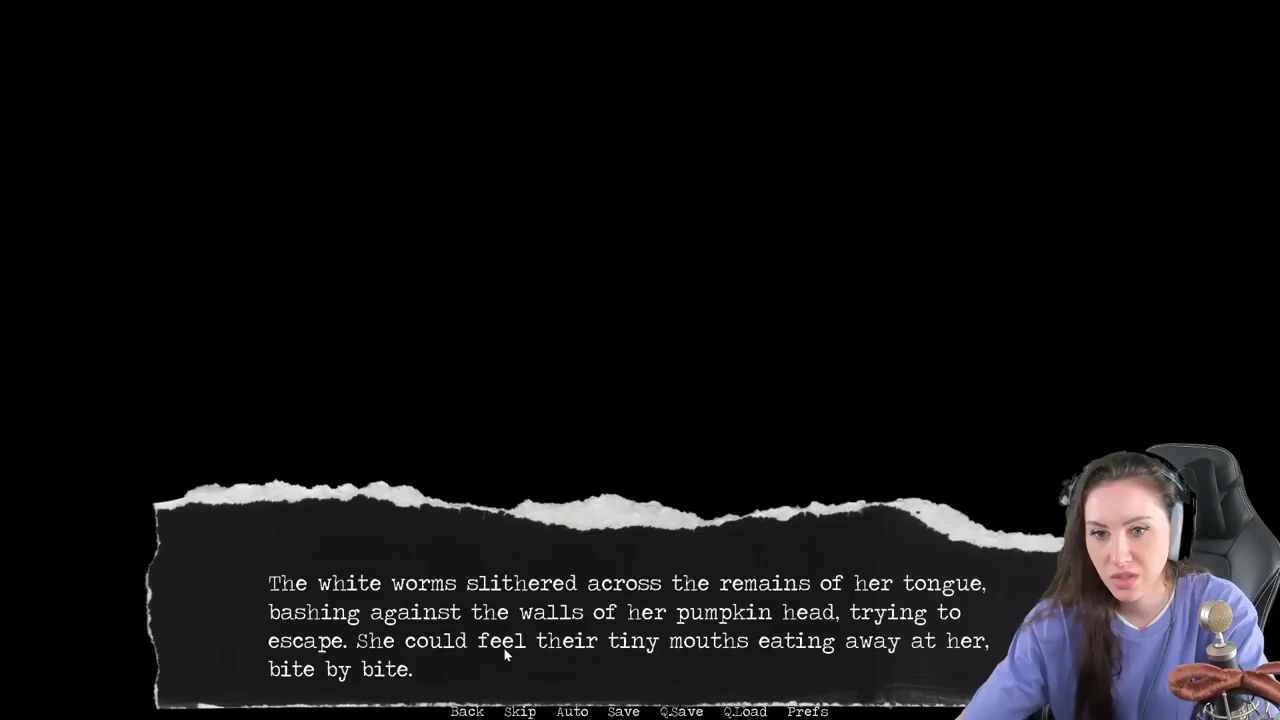 The white worms slithered across the remains of her tongue,
bashing against the walls of her pumpkin head, trying to
escape. She could feel their tiny mouths eating away at her,
bite by bite.
Back Skip Auto Save Q.Save Q.Load Prefs